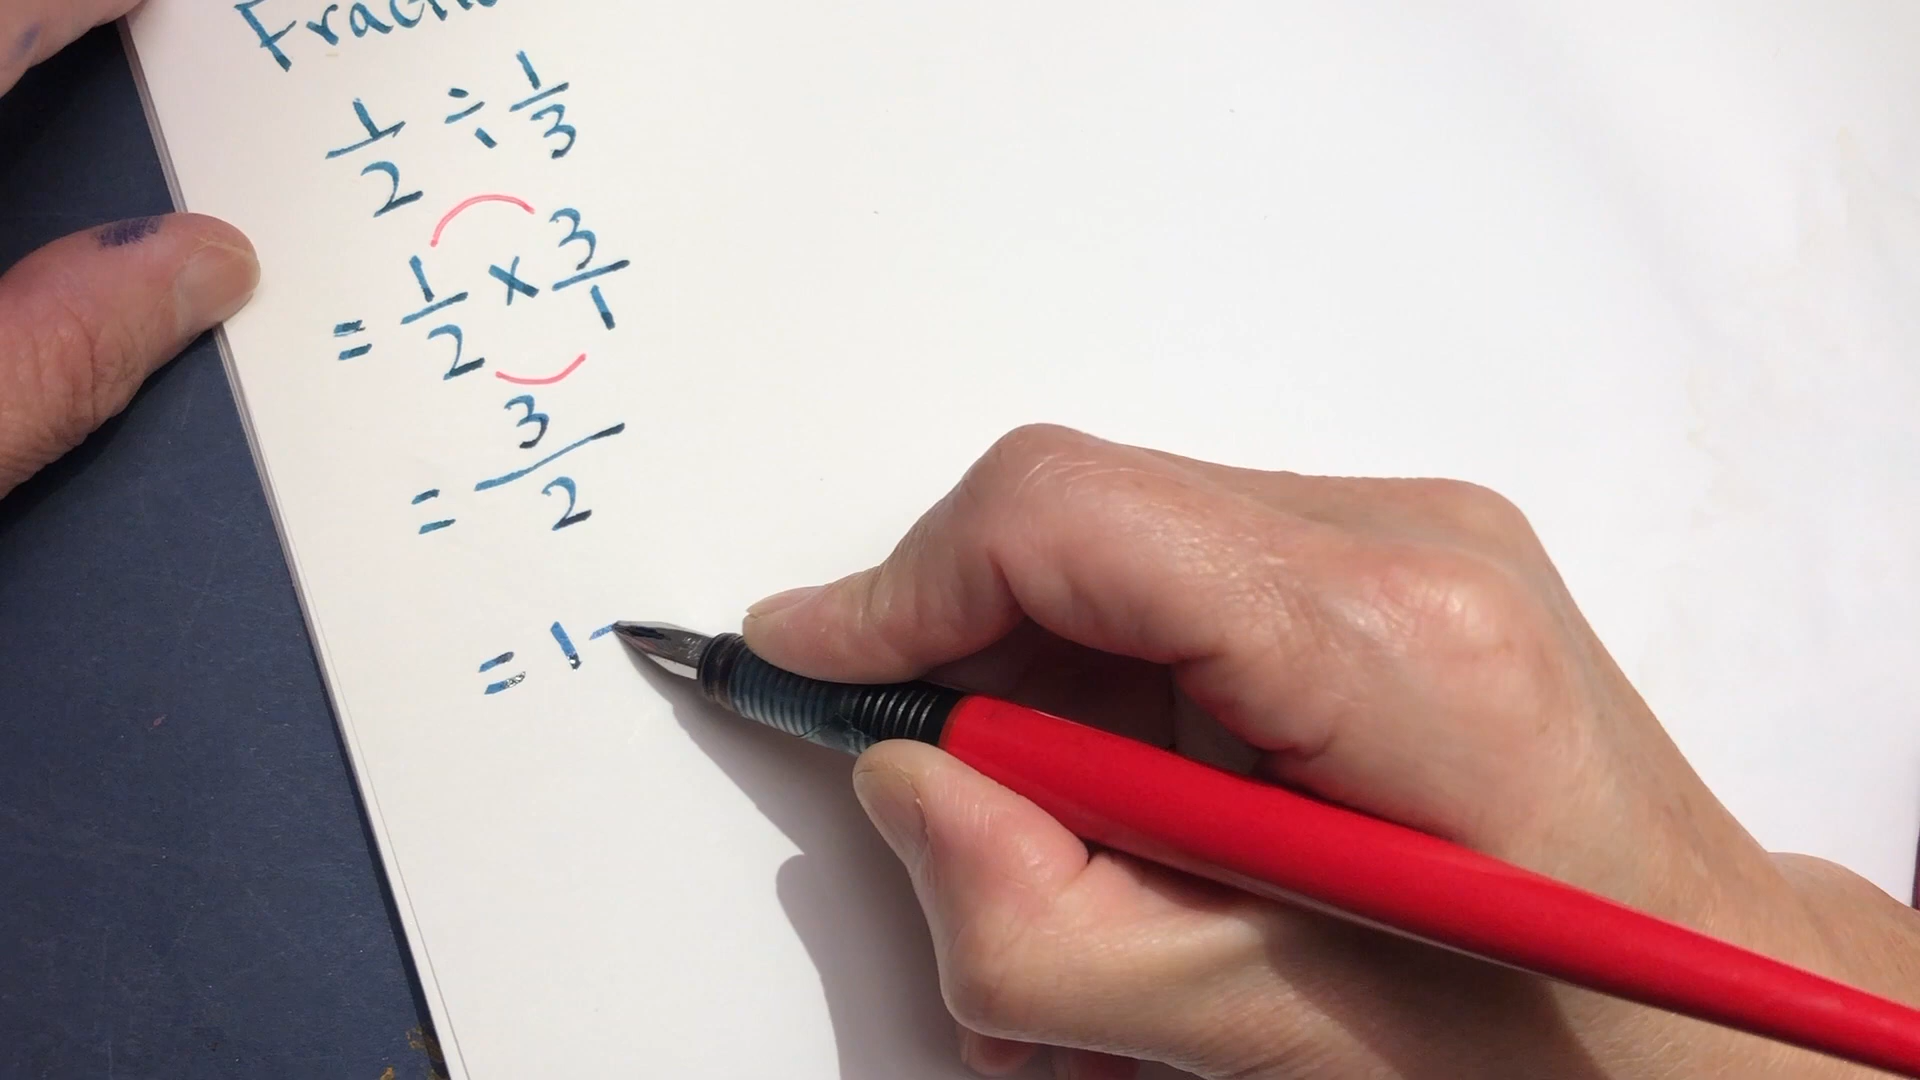 1/2 ÷ 1/3
= 1/2 × 3/1
= 3/2
= 1